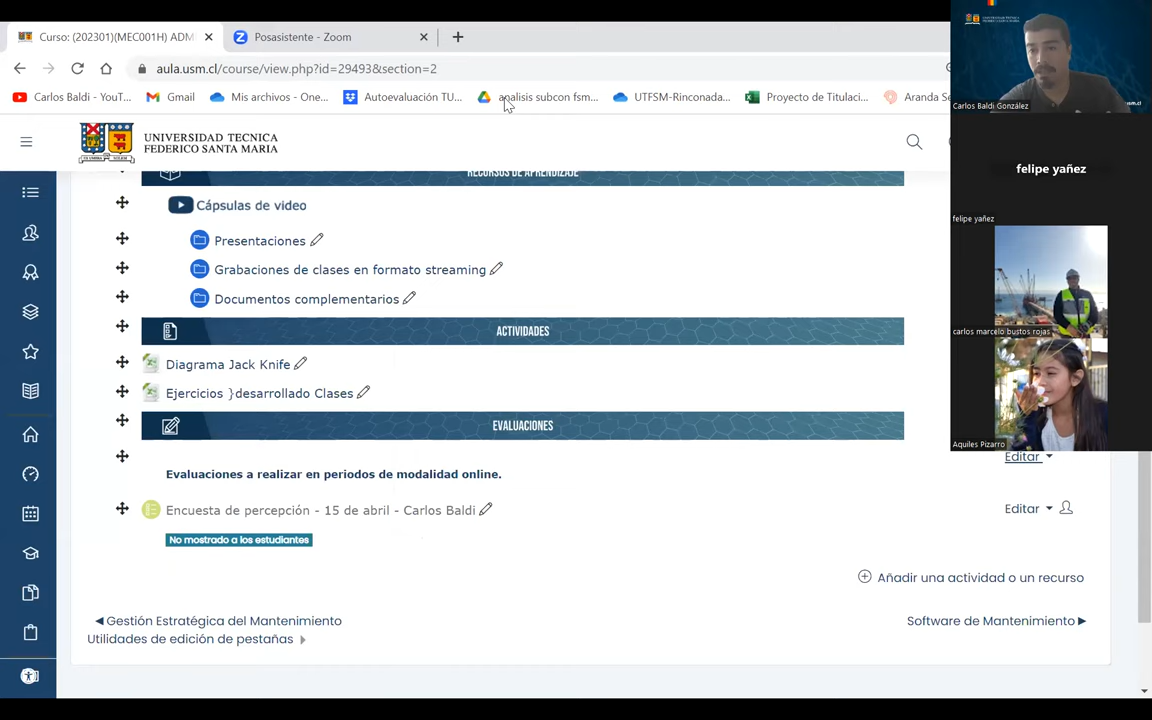 Curso: (202301)(MEC001H) ADM
Posasistente - Zoom
aula.usm.cl/course/view.php?id=29493&section=2
Carlos Baldi - YouT...
Gmail
Mis archivos - One...
Autoevaluación TU...
analisis subcon fsm...
UTFSM-Rinconada...
Proyecto de Titulaci...
Aranda Se
UNIVERSIDAD TECNICA
FEDERICO SANTA MARIA
RECURSOS DE APRENDIZAJE
Cápsulas de video
Presentaciones
Grabaciones de clases en formato streaming
Documentos complementarios
ACTIVIDADES
Diagrama Jack Knife
Ejercicios }desarrollado Clases
EVALUACIONES
Editar
Evaluaciones a realizar en periodos de modalidad online.
Encuesta de percepción - 15 de abril - Carlos Baldi
Editar
No mostrado a los estudiantes
Añadir una actividad o un recurso
◀Gestión Estratégica del Mantenimiento
Software de Mantenimiento▶
Utilidades de edición de pestañas
Carlos Baldi González
felipe yañez
felipe yañez
carlos marcelo bustos rojas
Aquiles Pizarro